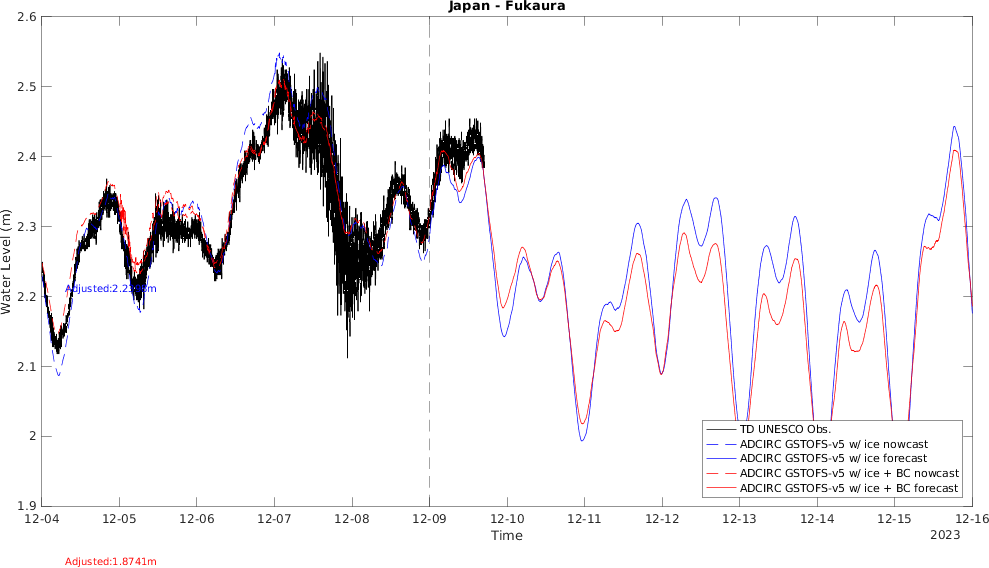 Japan - Fukaura
2.6
2.5
2.4
2.3
2.2
2.1
2
1.9
Water Level (m)
TD UNESCO Obs.
ADCIRC GSTOFS-v5 w/ ice nowcast
ADCIRC GSTOFS-v5 w/ ice forecast
ADCIRC GSTOFS-v5 w/ ice + BC nowcast
ADCIRC GSTOFS-v5 w/ ice + BC forecast
12-04 12-05 12-06 12-07 12-08 12-09 12-10 12-11 12-12 12-13 12-14 12-15 12-16
Time
2023
Adjusted:1.8741m